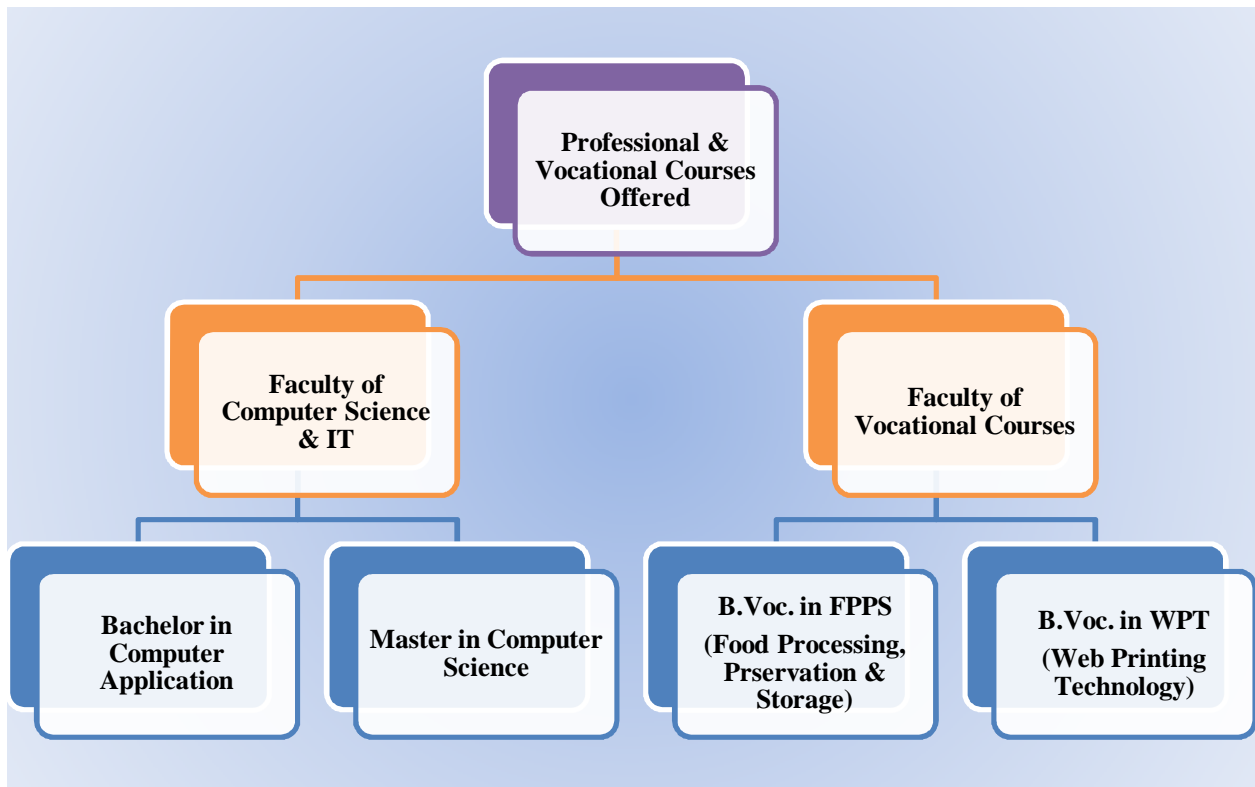 Professional &
Vocational Courses
Offered
Faculty of
Computer Science
& IT
Faculty of
Vocational Courses
Bachelor in
Computer
Application
Master in Computer
Science
B.Voc. in FPPS
(Food Processing,
Prservation &
Storage)
B.Voc. in WPT
(Web Printing
Technology)